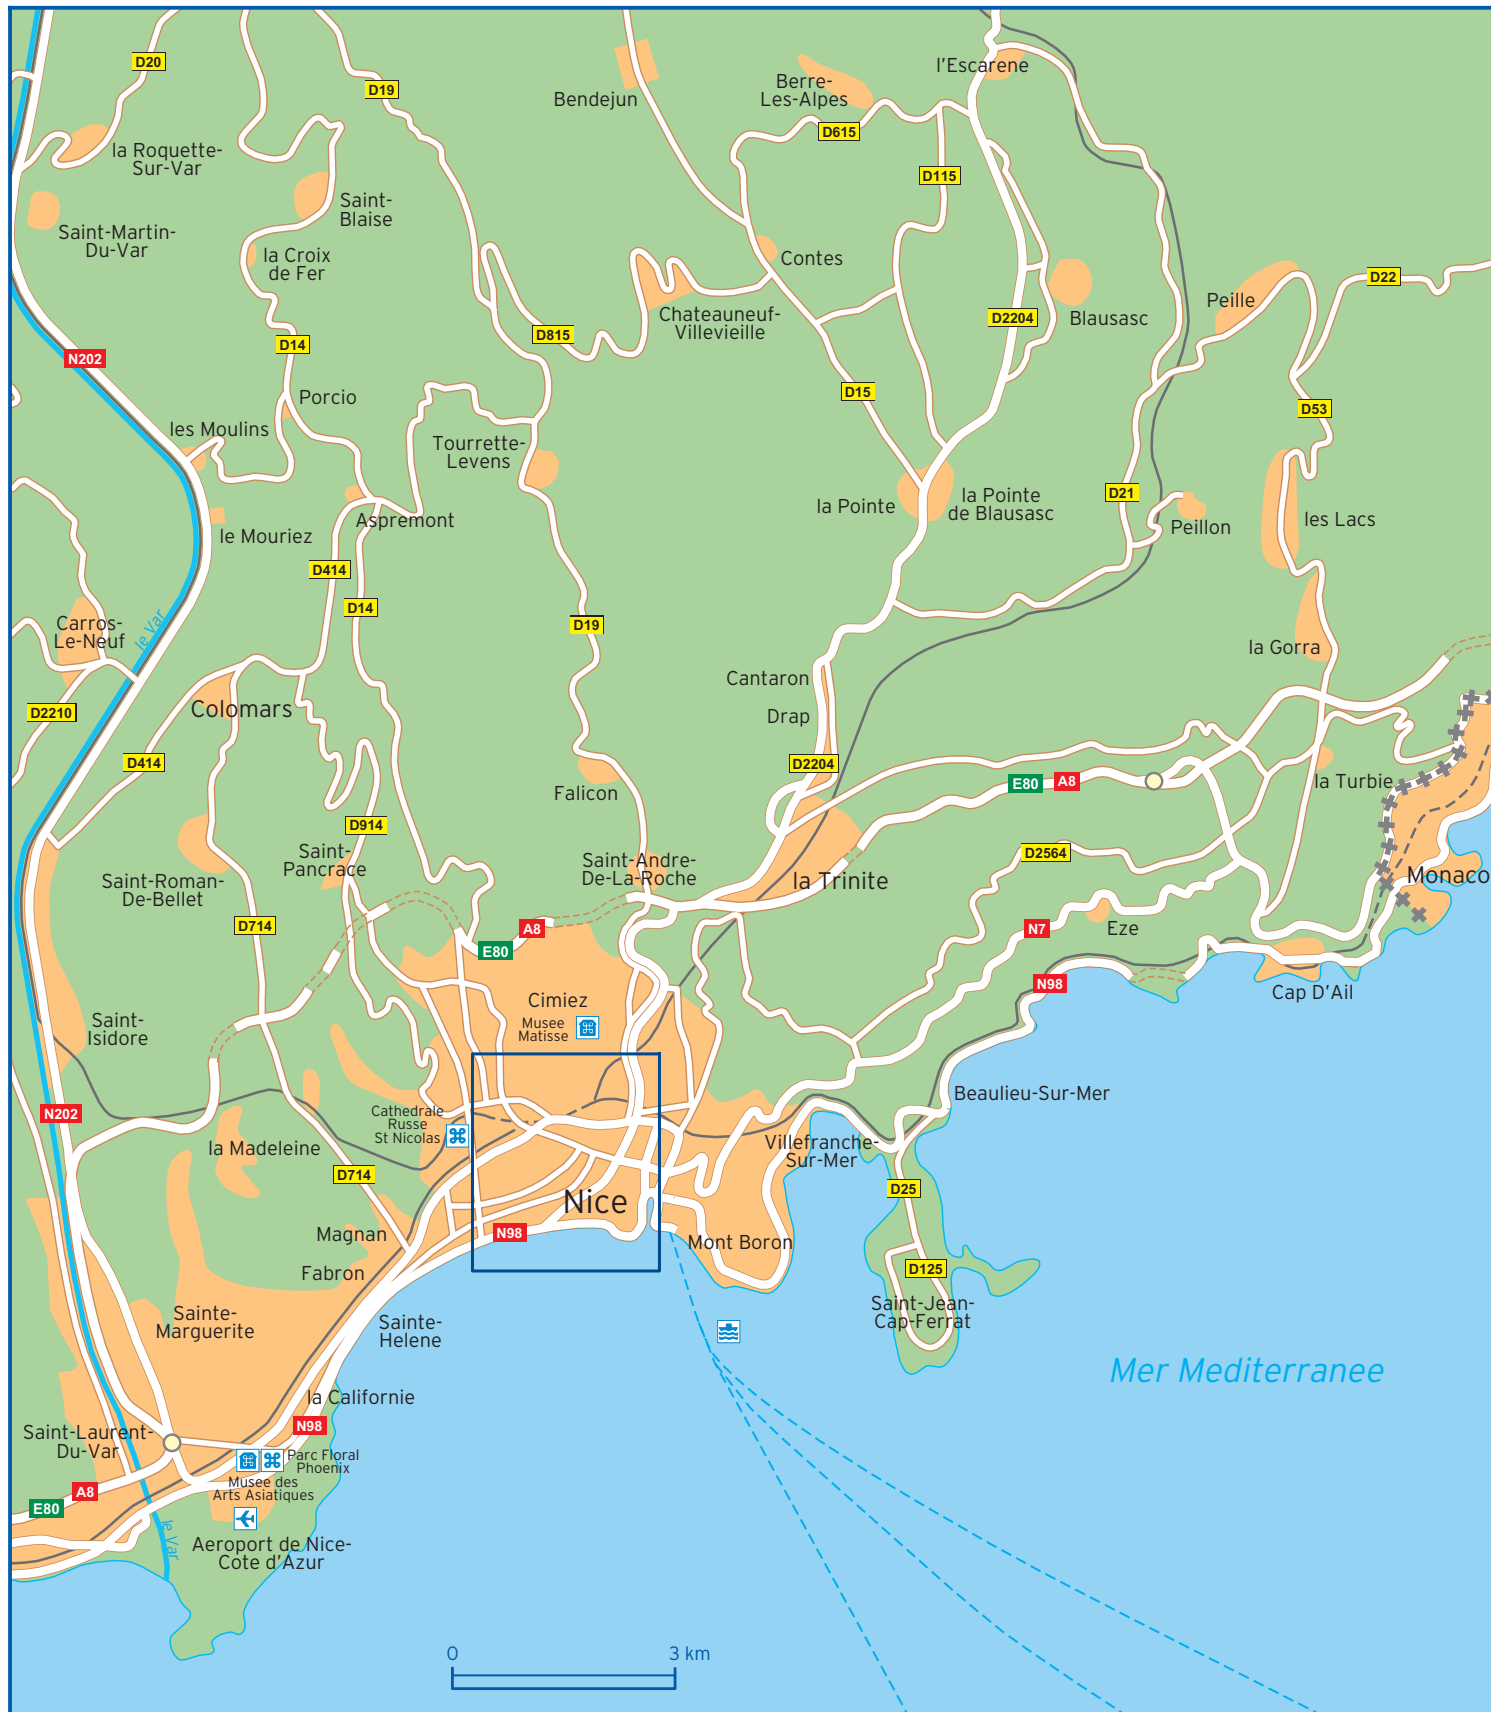 D20
D19
la Roquette-
Sur-Var
Saint-Martin-
Du-Var
Saint-
Blaise
la Croix
de Fer
Bendejun
Berre-
Les-Alpes
l'Escarene
D615
D115
Contes
Chateauneuf-
Villevieille
D815
D2204
Blausasc
Peille
D22
N202
D14
Porcio
les Moulins
Tourrette-
Levens
D15
D53
la Pointe
la Pointe
de Blausasc
D21
Peillon
les Lacs
le Mouriez
Aspremont
D414
D14
D19
Carros-
Le-Neuf
le Var
la Gorra
Cantaron
Drap
D2210
Colomars
D414
D2204
E80
A8
la Turbie
Falicon
D914
Saint-
Pancrace
Saint-Andre-
De-La-Roche
la Trinite
D2564
Monaco
Saint-Roman-
De-Bellet
D714
A8
E80
N7
Eze
N98
Cap D'Ail
Cimiez
Musee
Matisse
Saint-
Isidore
N202
Cathedrale
Russe
St Nicolas
Beaulieu-Sur-Mer
la Madeleine
D714
Villefranche-
Sur-Mer
D25
Nice
N98
Magnan
Mont Boron
Fabron
D125
Sainte-
Marguerite
Sainte-
Helene
Saint-Jean-
Cap-Ferrat
Mer Mediterranee
la Californie
N98
Saint-Laurent-
Du-Var
Parc Floral
Phoenix
Musee des
Arts Asiatiques
A8
E80
le Var
Aeroport de Nice-
Cote d'Azur
0
3 km